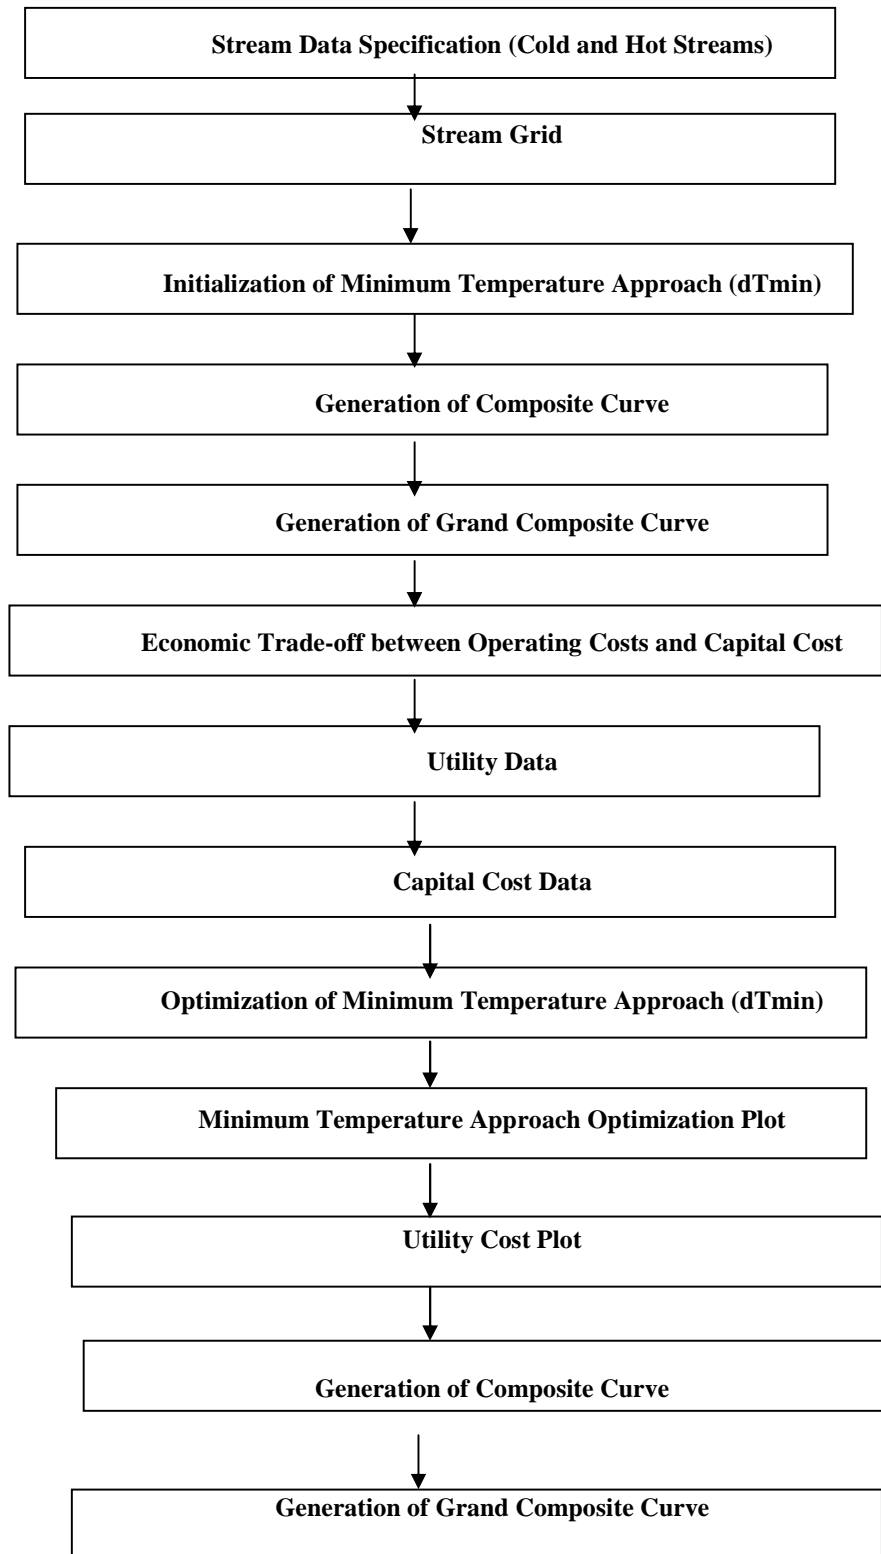 Stream Data Specification (Cold and Hot Streams)
Stream Grid
Initialization of Minimum Temperature Approach (dTmin)
Generation of Composite Curve
Generation of Grand Composite Curve
Economic Trade-off between Operating Costs and Capital Cost
Utility Data
Capital Cost Data
Optimization of Minimum Temperature Approach (dTmin)
Minimum Temperature Approach Optimization Plot
Utility Cost Plot
Generation of Composite Curve
Generation of Grand Composite Curve